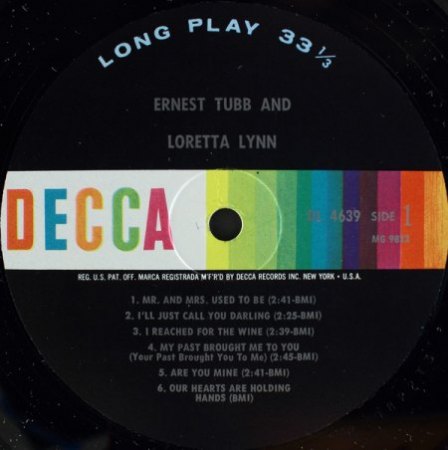 LONG PLAY 33 1/3
ERNEST TUBB AND
LORETTA LYNN
DECCA
DL 4639 SIDE 1
REG. U.S. PAT. OFF. MARCA REGISTRADA M'F'R'D BY DECCA RECORDS INC. NEW YORK • U.S.A.
1. MR. AND MRS. USED TO BE (2:41-BMI)
2. I'LL JUST CALL YOU DARLING (2:25-BMI)
3. I REACHED FOR THE WINE (2:39-BMI)
4. MY PAST BROUGHT ME TO YOU
(Your Past Brought You To Me) (2:45-BMI)
5. ARE YOU MINE (2:41-BMI)
6. OUR HEARTS ARE HOLDING
HANDS (BMI)